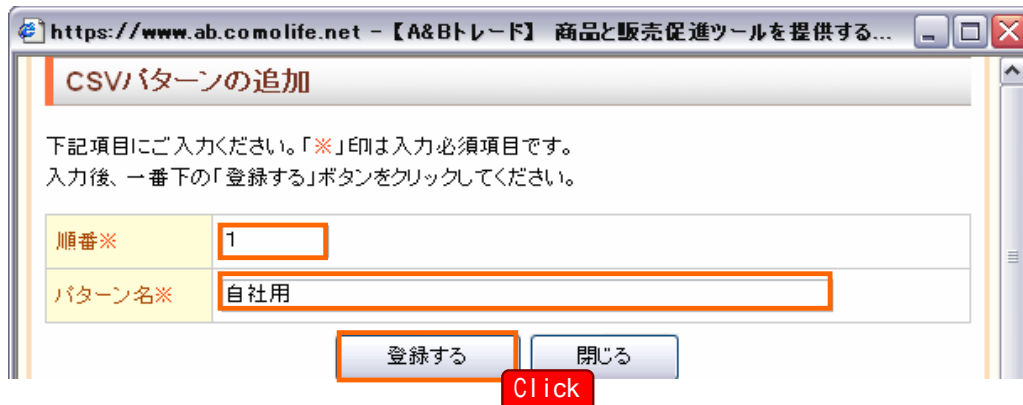 https://www.ab.comolife.net - 【A&Bトレード】 商品と販売促進ツールを提供する...
CSVパターンの追加
下記項目にご入力ください。「※」印は入力必須項目です。
入力後、一番下の「登録する」ボタンをクリックしてください。
順番※ 1
パターン名※ 自社用
登録する 閉じる
Click